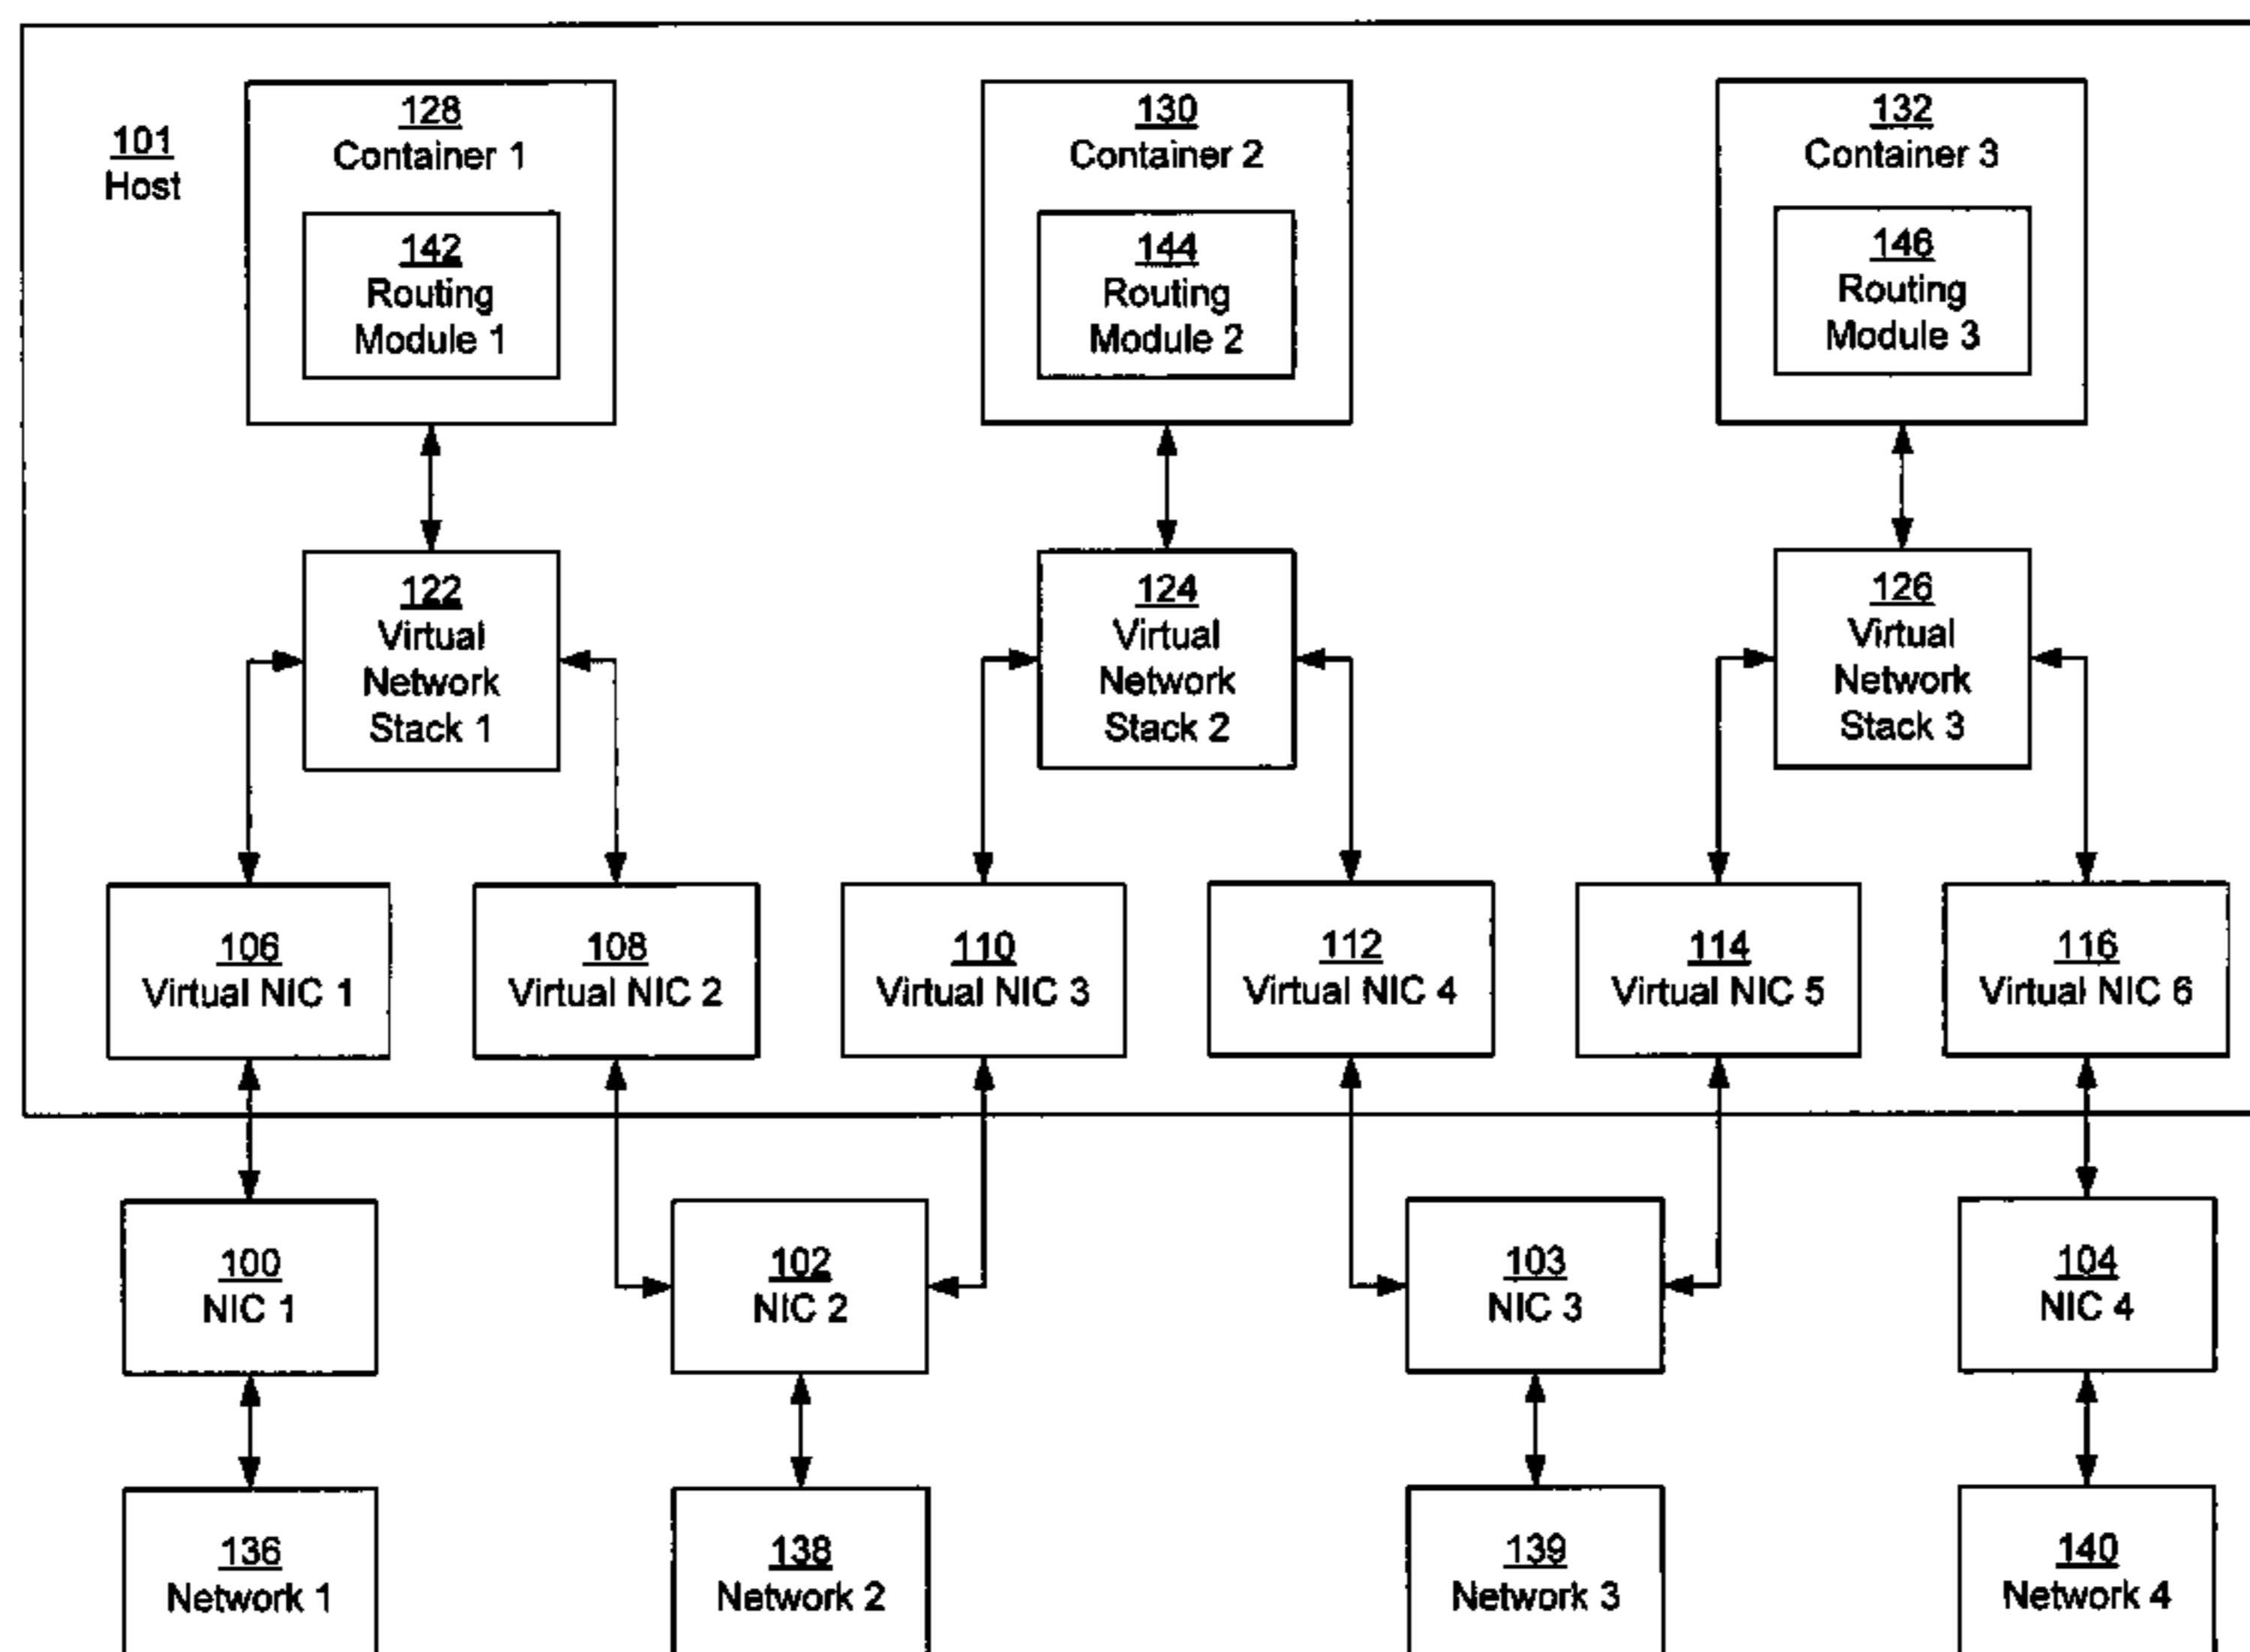 101
Host
128
Container 1
142
Routing
Module 1
130
Container 2
144
Routing
Module 2
132
Container 3
146
Routing
Module 3
122
Virtual
Network
Stack 1
124
Virtual
Network
Stack 2
126
Virtual
Network
Stack 3
106
Virtual NIC 1
108
Virtual NIC 2
110
Virtual NIC 3
112
Virtual NIC 4
114
Virtual NIC 5
116
Virtual NIC 6
100
NIC 1
102
NIC 2
103
NIC 3
104
NIC 4
136
Network 1
138
Network 2
139
Network 3
140
Network 4